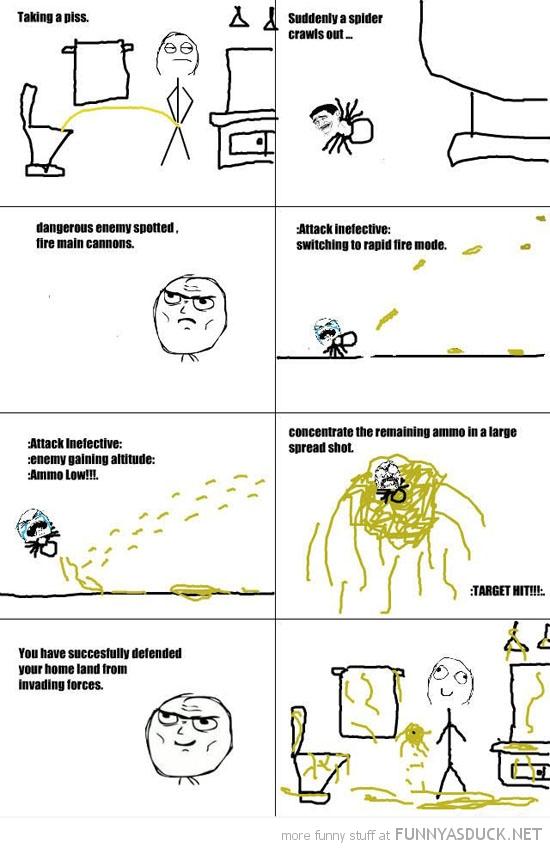 Taking a piss.
Suddenly a spider
crawls out ...
dangerous enemy spotted ,
fire main cannons.
:Attack inefective:
switching to rapid fire mode.
:Attack Inefective:
:enemy gaining altitude:
:Ammo Low!!!.
concentrate the remaining ammo in a large
spread shot.
:TARGET HIT!!!:.
You have succesfully defended
your home land from
invading forces.
more funny stuff at FUNNYASDUCK.NET